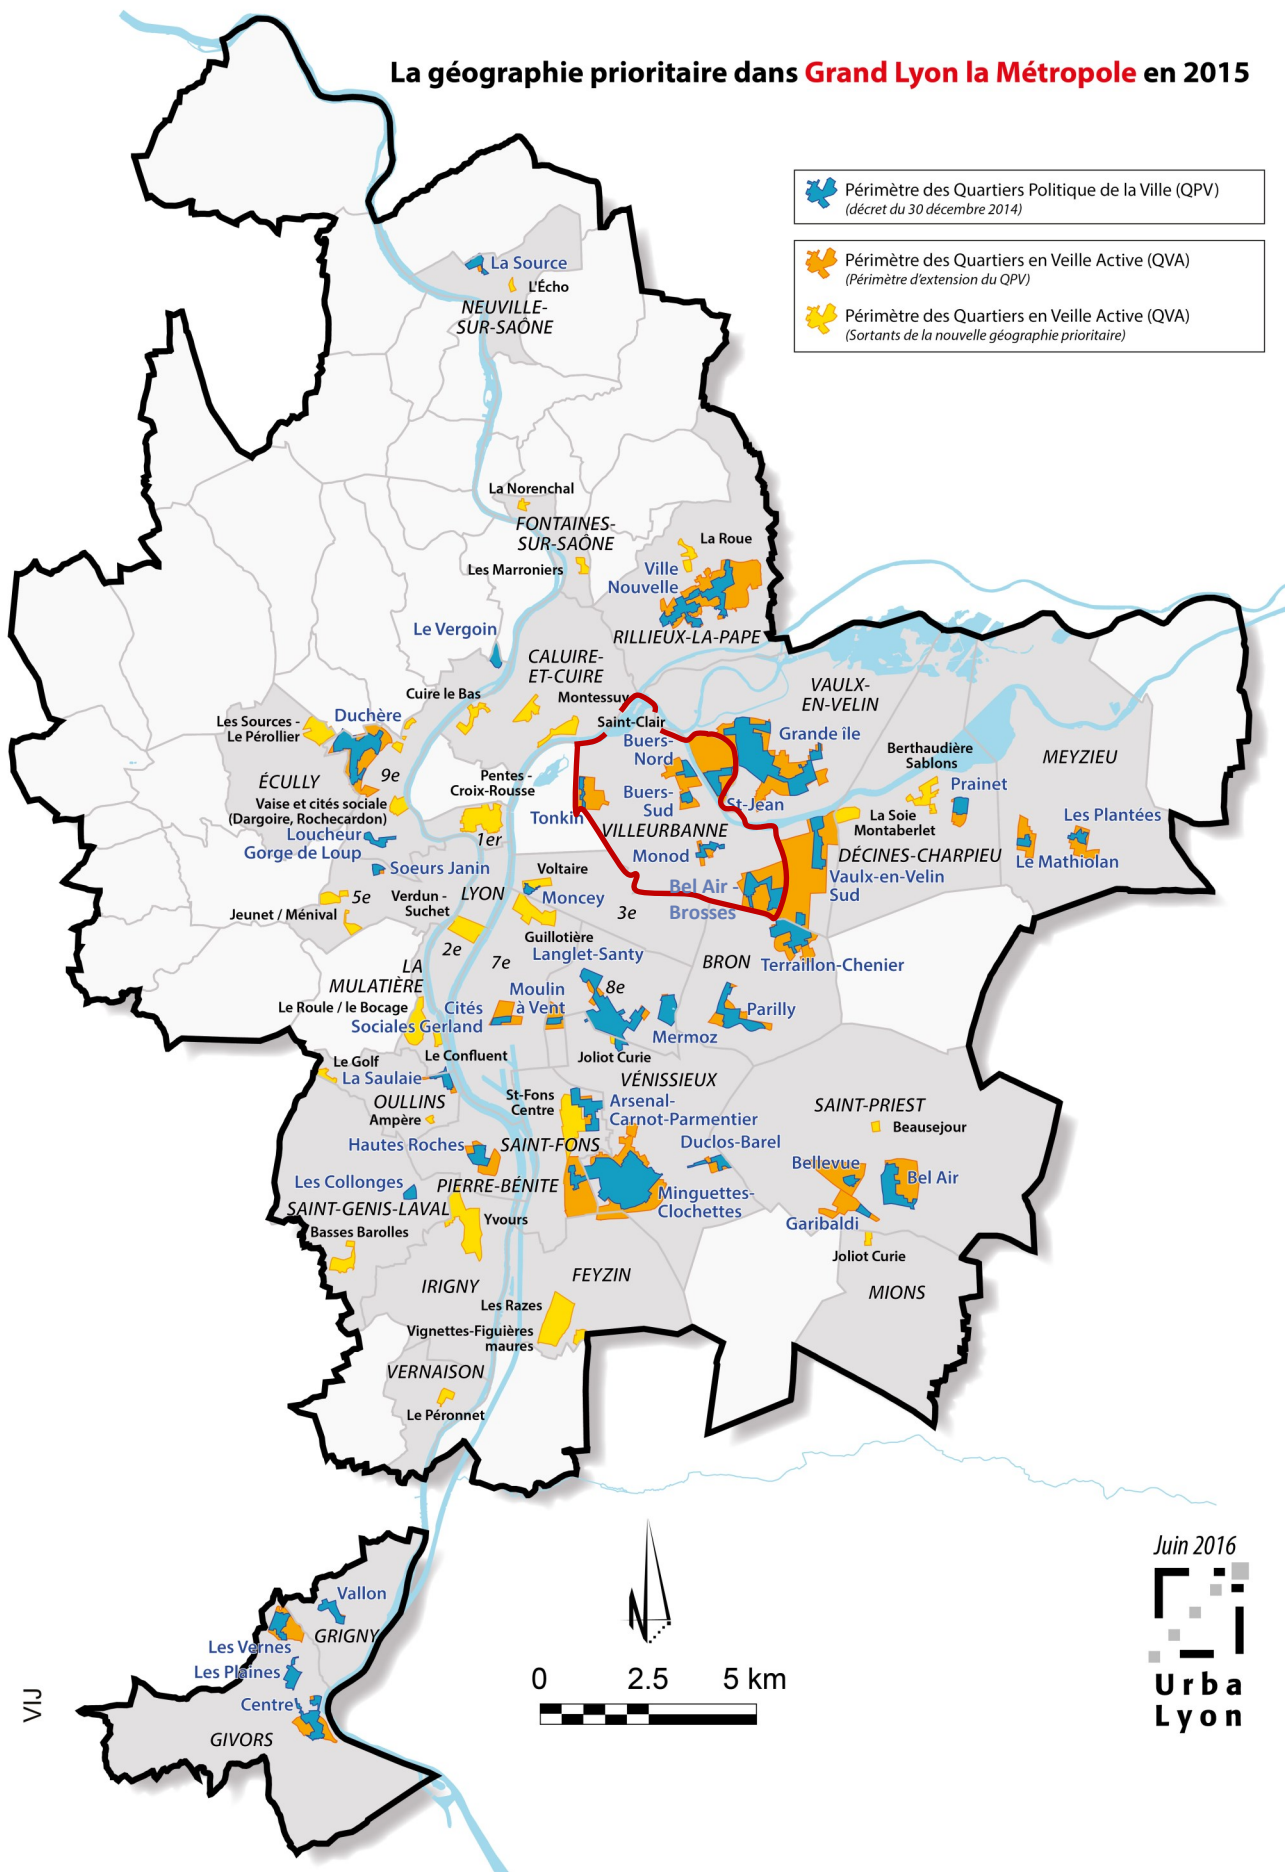 La géographie prioritaire dans Grand Lyon la Métropole en 2015
Périmètre des Quartiers Politique de la Ville (QPV)
(décret du 30 décembre 2014)
Périmètre des Quartiers en Veille Active (QVA)
(Périmètre d'extension du QPV)
Périmètre des Quartiers en Veille Active (QVA)
(Sortants de la nouvelle géographie prioritaire)
La Source
L'Écho
NEUVILLE-
SUR-SAÔNE
La Norenchal
FONTAINES-
SUR-SAÔNE
Les Marroniers
La Roue
Ville
Nouvelle
RILLIEUX-LA-PAPE
Le Vergoin
CALUIRE-
ET-CUIRE
Cuire le Bas
Montessuy
Saint-Clair
VAULX-
EN-VELIN
Les Sources -
Le Pérollier
Duchère
ÉCULLY
9e
Buers-
Nord
Grande île
Berthaudière
Sablons
MEYZIEU
Pentes -
Croix-Rousse
Vaise et cités sociale
(Dargoire, Rochecardon)
Buers-
Sud
St-Jean
Prainet
Tonkin
VILLEURBANNE
La Soie
Montaberlet
Les Plantées
Loucheur
Gorge de Loup
1er
Monod
DÉCINES-CHARPIEU
Le Mathiolan
Soeurs Janin
Voltaire
Moncey
Bel Air -
Brosses
Vaulx-en-Velin
Sud
5e
Verdun -
Suchet
LYON
Jeunet / Ménival
3e
Guillotière
Langlet-Santy
2e
7e
BRON
Terraillon-Chenier
LA
MULATIÈRE
Moulin
à Vent
8e
Le Roule / le Bocage
Cités
Sociales Gerland
Parilly
Mermoz
Le Golf
Le Confluent
Joliot Curie
La Saulaie
VÉNISSIEUX
OULLINS
Ampère
St-Fons
Centre
Arsenal-
Carnot-Parmentier
SAINT-PRIEST
Beausejour
Hautes Roches
SAINT-FONS
Duclos-Barel
Les Collonges
PIERRE-BÉNITE
Bellevue
Bel Air
SAINT-GENIS-LAVAL
Minguettes-
Clochettes
Yvours
Garibaldi
Basses Barolles
Joliot Curie
IRIGNY
FEYZIN
MIONS
Les Razes
Vignettes-Figuières
maures
VERNAISON
Le Péronnet
Juin 2016
Vallon
GRIGNY
Les Vernes
Les Plaines
Centre
GIVORS
N
0 2.5 5 km
VIJ
Urba
Lyon